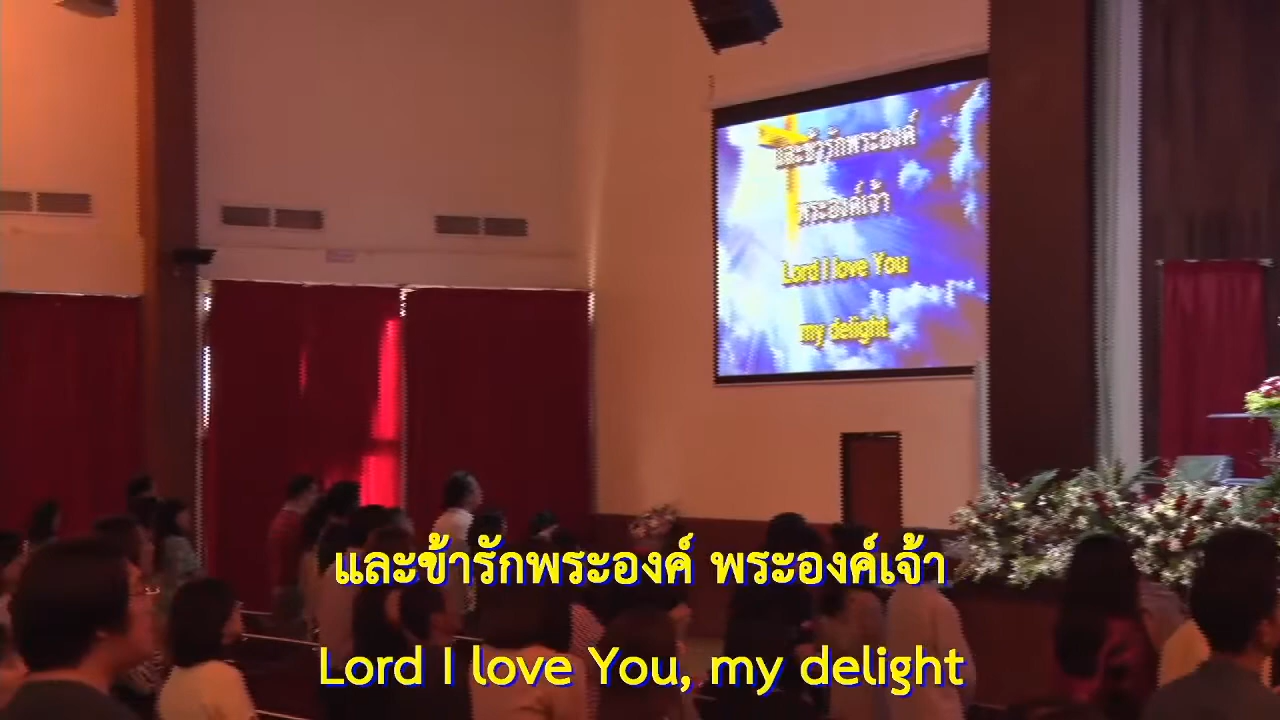 และข้ารักพระองค์
พระองค์เจ้า
Lord I love You
my delight
และข้ารักพระองค์ พระองค์เจ้า
Lord I love You, my delight